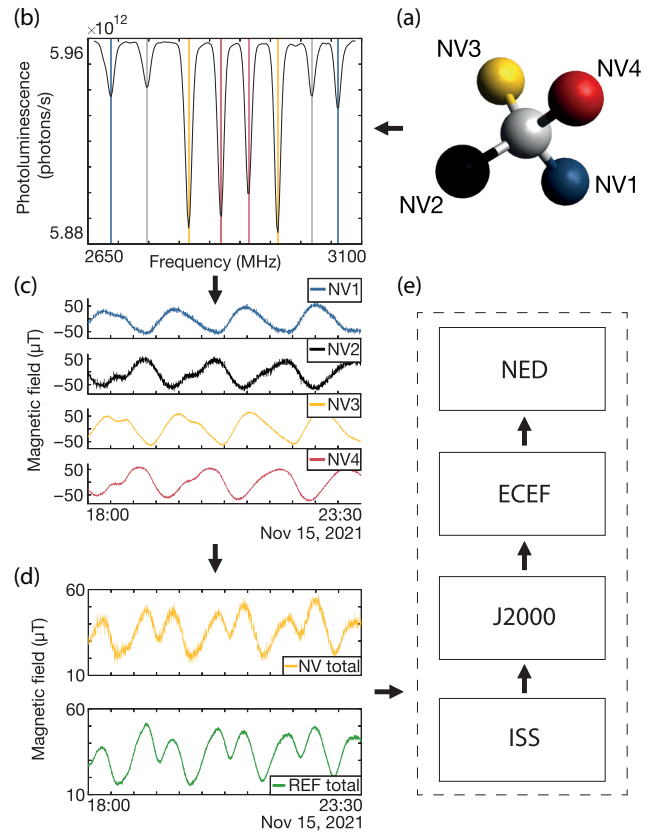 (b)
×10¹²
5.96
5.88
Photoluminescence
(photons/s)
2650
Frequency (MHz)
3100
(a)
NV3
NV4
NV2
NV1
(c)
Magnetic field (μT)
50
−50
NV1
50
−50
NV2
50
−50
NV3
50
−50
NV4
18:00
23:30
Nov 15, 2021
(d)
Magnetic field (μT)
60
10
NV total
60
10
REF total
18:00
23:30
Nov 15, 2021
(e)
NED
ECEF
J2000
ISS